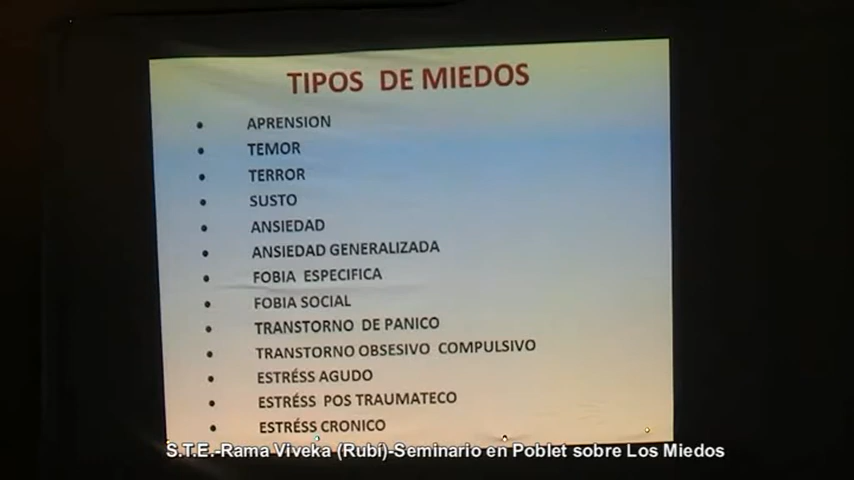 TIPOS DE MIEDOS
• APRENSION
• TEMOR
• TERROR
• SUSTO
• ANSIEDAD
• ANSIEDAD GENERALIZADA
• FOBIA ESPECIFICA
• FOBIA SOCIAL
• TRANSTORNO DE PANICO
• TRANSTORNO OBSESIVO COMPULSIVO
• ESTRÉSS AGUDO
• ESTRÉSS POS TRAUMATECO
• ESTRÉSS CRONICO
S.T.E.-Rama Viveka (Rubí)-Seminario en Poblet sobre Los Miedos